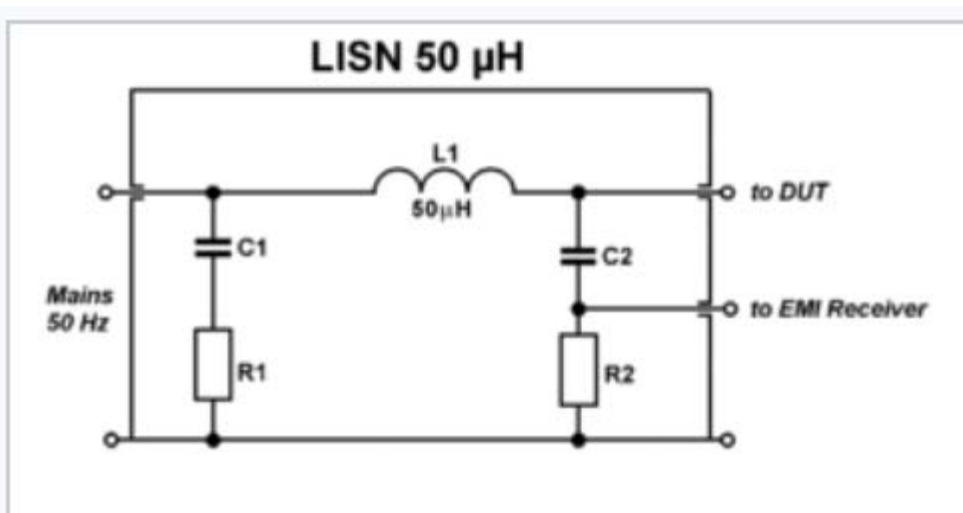 LISN 50 µH
L1
50µH
to DUT
C1
C2
Mains
50 Hz
to EMI Receiver
R1
R2